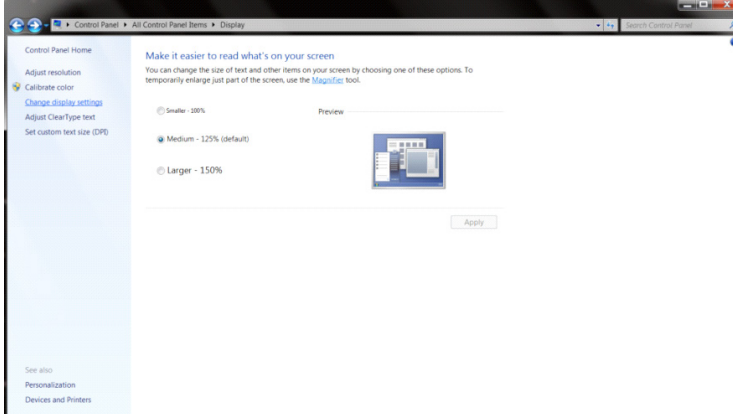 Control Panel ▸ All Control Panel Items ▸ Display
Search Control Panel
Control Panel Home
Adjust resolution
Calibrate color
Change display settings
Adjust ClearType text
Set custom text size (DPI)
See also
Personalization
Devices and Printers
Make it easier to read what's on your screen
You can change the size of text and other items on your screen by choosing one of these options. To
temporarily enlarge just part of the screen, use the Magnifier tool.
Smaller - 100%
Preview
Medium - 125% (default)
Larger - 150%
Apply